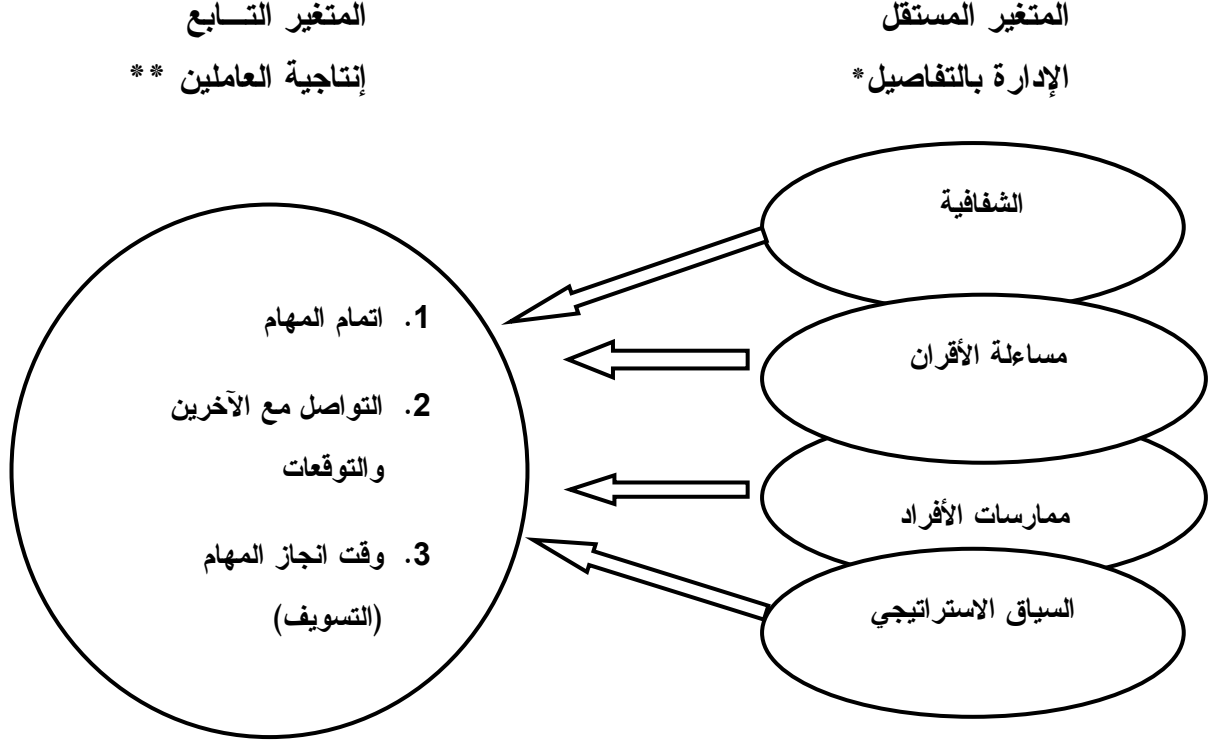 المتغير المستقل
الإدارة بالتفاصيل*
المتغير التـــابع
إنتاجية العاملين **
الشفافية
مساءلة الأقران
ممارسات الأفراد
السياق الاستراتيجي
1. اتمام المهام
2. التواصل مع الآخرين
والتوقعات
3. وقت انجاز المهام
(التسويف)